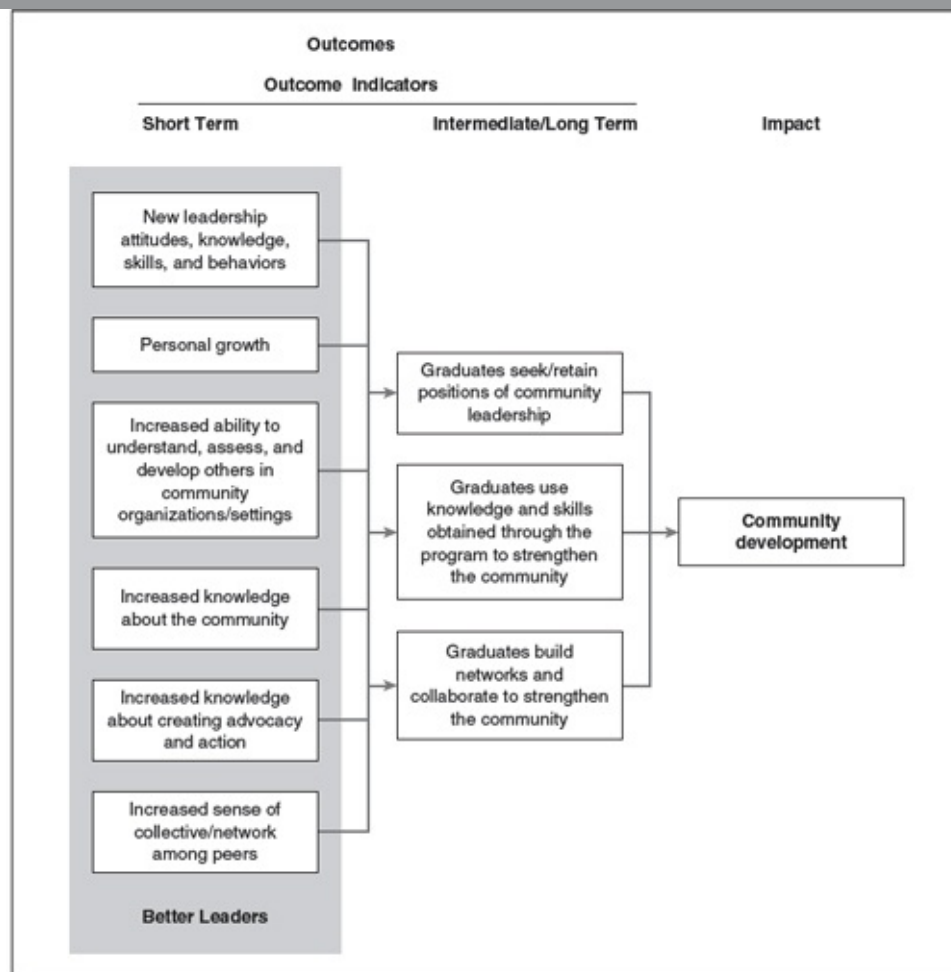 Outcomes
Outcome Indicators
Short Term
Intermediate/Long Term
Impact
New leadership
attitudes, knowledge,
skills, and behaviors
Personal growth
Increased ability to
understand, assess, and
develop others in
community
organizations/settings
Increased knowledge
about the community
Increased knowledge
about creating advocacy
and action
Increased sense of
collective/network
among peers
Better Leaders
Graduates seek/retain
positions of community
leadership
Graduates use
knowledge and skills
obtained through the
program to strengthen
the community
Graduates build
networks and
collaborate to strengthen
the community
Community
development